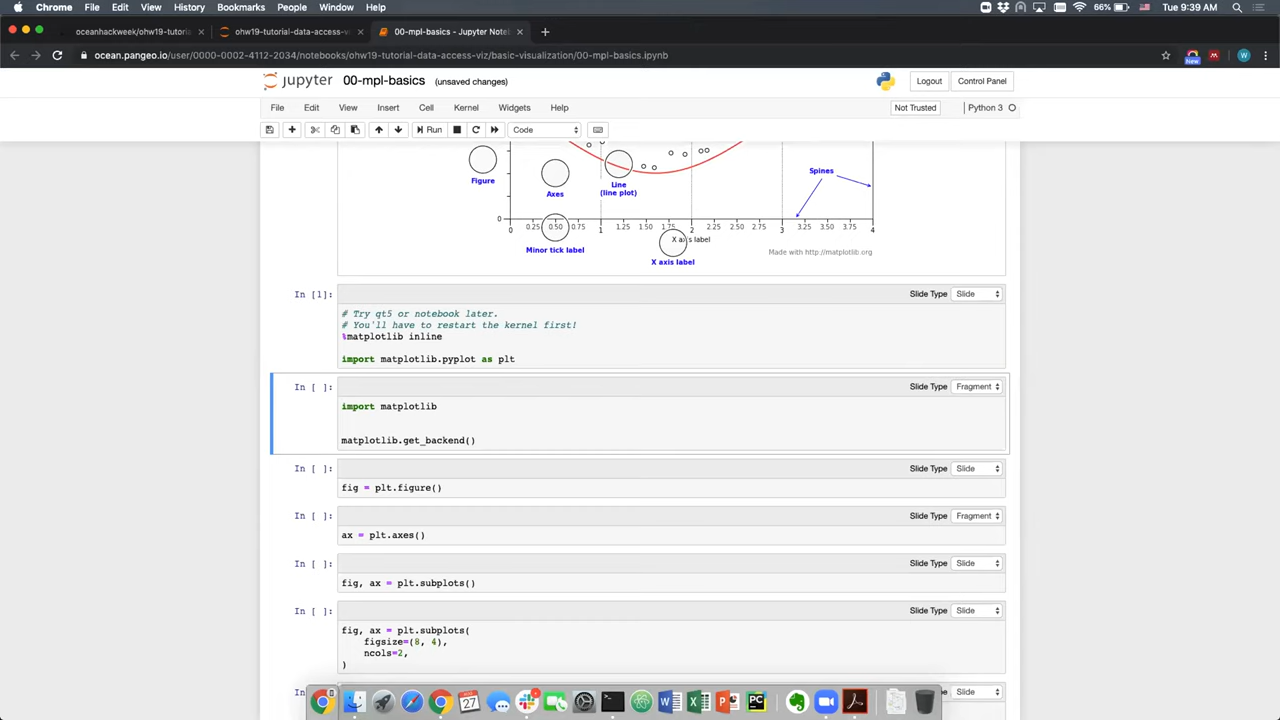 Chrome File Edit View History Bookmarks People Window Help 66% Tue 9:39 AM
oceanhackweek/ohw19-tutorial ohw19-tutorial-data-access-vi 00-mpl-basics - Jupyter Note
ocean.pangeo.io/user/0000-0002-4112-2034/notebooks/ohw19-tutorial-data-access-viz/basic-visualization/00-mpl-basics.ipynb
New W
jupyter 00-mpl-basics (unsaved changes) Logout Control Panel
File Edit View Insert Cell Kernel Widgets Help Not Trusted Python 3
Run Code
Figure Axes Line
(line plot)
Spines
0
0 0.25 0.50 0.75 1 1.25 1.50 1.75 2 2.25 2.50 2.75 3 3.25 3.50 3.75 4
X axis label
Minor tick label
X axis label
Made with http://matplotlib.org
In [1]: Slide Type Slide
# Try qt5 or notebook later.
# You'll have to restart the kernel first!
%matplotlib inline
import matplotlib.pyplot as plt
In [ ]: Slide Type Fragment
import matplotlib
matplotlib.get_backend()
In [ ]: Slide Type Slide
fig = plt.figure()
In [ ]: Slide Type Fragment
ax = plt.axes()
In [ ]: Slide Type Slide
fig, ax = plt.subplots()
In [ ]: Slide Type Slide
fig, ax = plt.subplots(
figsize=(8, 4),
ncols=2,
)
In [ Slide Type Slide
27
PC